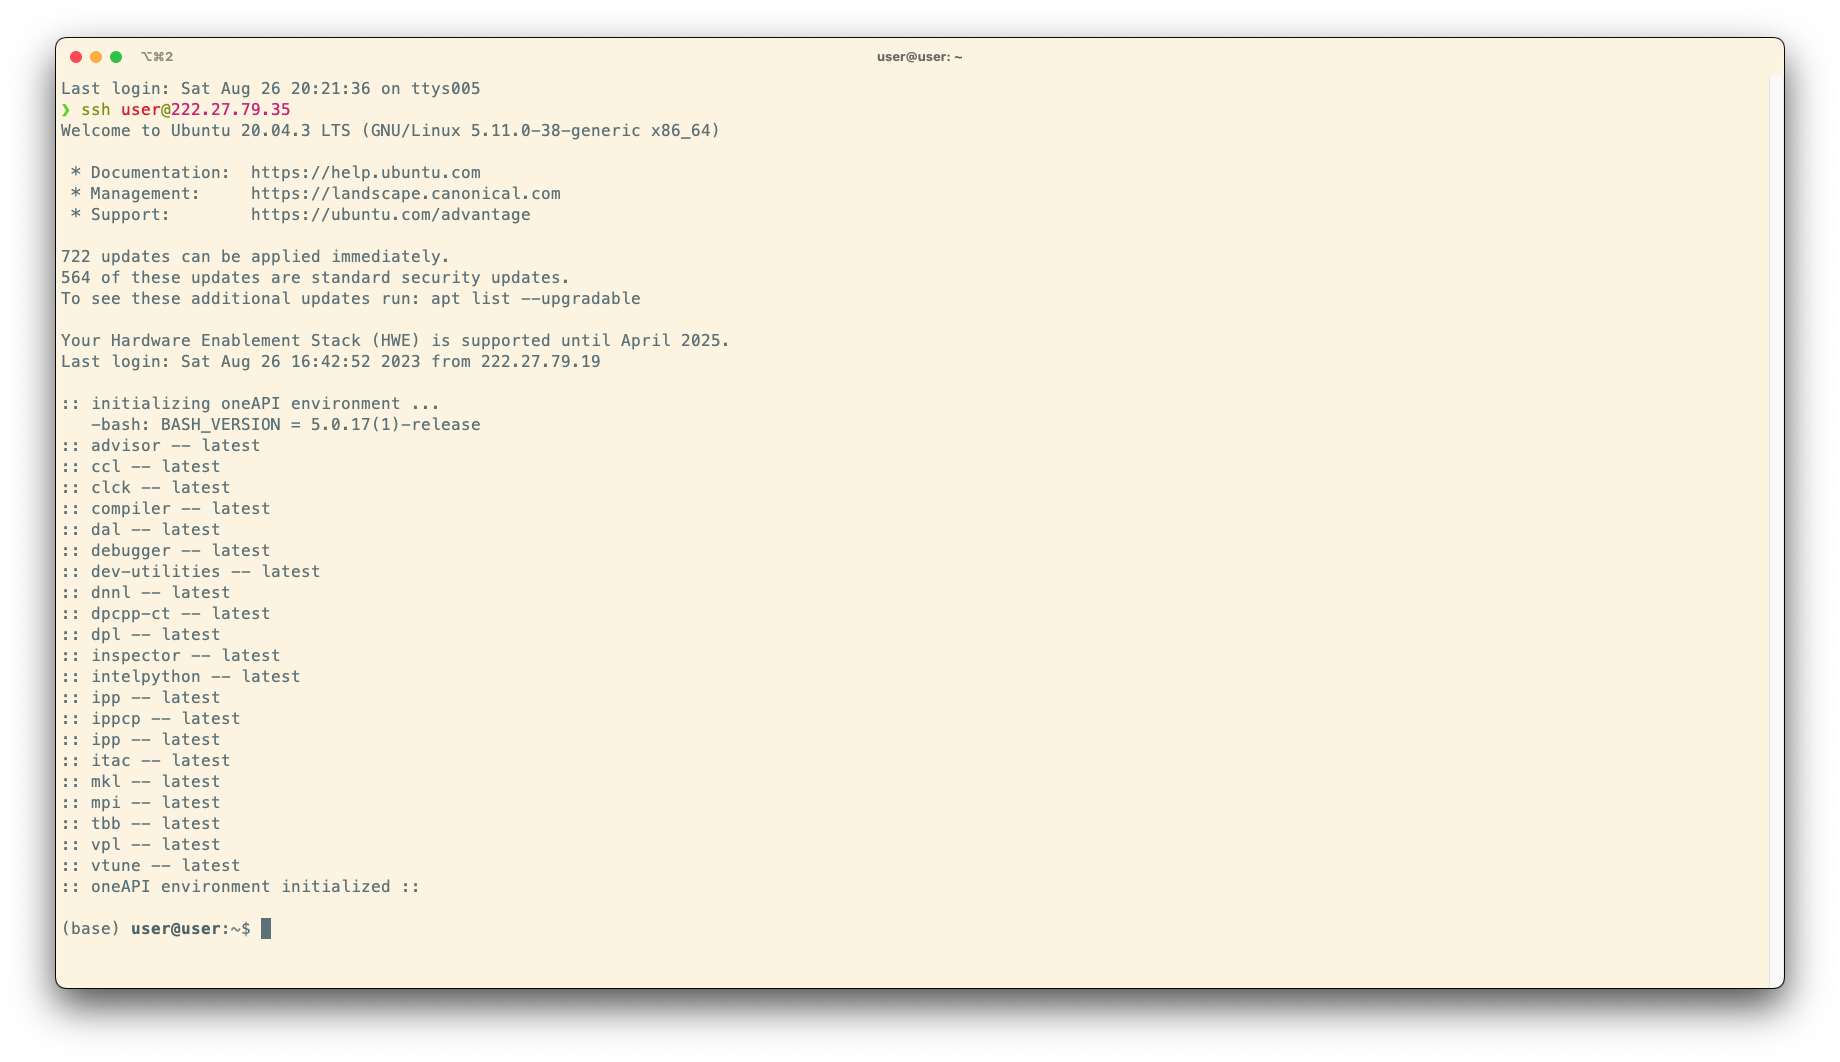 ⌥⌘2
user@user: ~
Last login: Sat Aug 26 20:21:36 on ttys005
❯ ssh user@222.27.79.35
Welcome to Ubuntu 20.04.3 LTS (GNU/Linux 5.11.0-38-generic x86_64)
 * Documentation:  https://help.ubuntu.com
 * Management:     https://landscape.canonical.com
 * Support:        https://ubuntu.com/advantage
722 updates can be applied immediately.
564 of these updates are standard security updates.
To see these additional updates run: apt list --upgradable
Your Hardware Enablement Stack (HWE) is supported until April 2025.
Last login: Sat Aug 26 16:42:52 2023 from 222.27.79.19
:: initializing oneAPI environment ...
   -bash: BASH_VERSION = 5.0.17(1)-release
:: advisor -- latest
:: ccl -- latest
:: clck -- latest
:: compiler -- latest
:: dal -- latest
:: debugger -- latest
:: dev-utilities -- latest
:: dnnl -- latest
:: dpcpp-ct -- latest
:: dpl -- latest
:: inspector -- latest
:: intelpython -- latest
:: ipp -- latest
:: ippcp -- latest
:: ipp -- latest
:: itac -- latest
:: mkl -- latest
:: mpi -- latest
:: tbb -- latest
:: vpl -- latest
:: vtune -- latest
:: oneAPI environment initialized ::
(base) user@user:~$